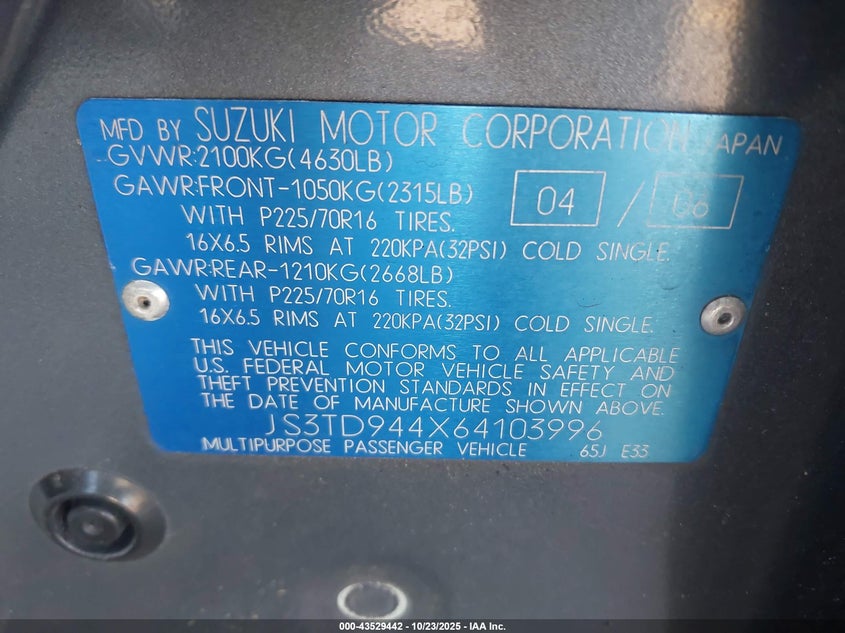 MFD BY SUZUKI MOTOR CORPORATION JAPAN
GVWR:2100KG(4630LB)
GAWR:FRONT-1050KG(2315LB) 04 / 06
WITH P225/70R16 TIRES.
16X6.5 RIMS AT 220KPA(32PSI) COLD SINGLE.
GAWR:REAR-1210KG(2668LB)
WITH P225/70R16 TIRES.
16X6.5 RIMS AT 220KPA(32PSI) COLD SINGLE.
THIS VEHICLE CONFORMS TO ALL APPLICABLE
U.S. FEDERAL MOTOR VEHICLE SAFETY AND
THEFT PREVENTION STANDARDS IN EFFECT ON
THE DATE OF MANUFACTURE SHOWN ABOVE.
JS3TD944X64103996
MULTIPURPOSE PASSENGER VEHICLE 65J E33
000-43529442 - 10/23/2025 - IAA Inc.